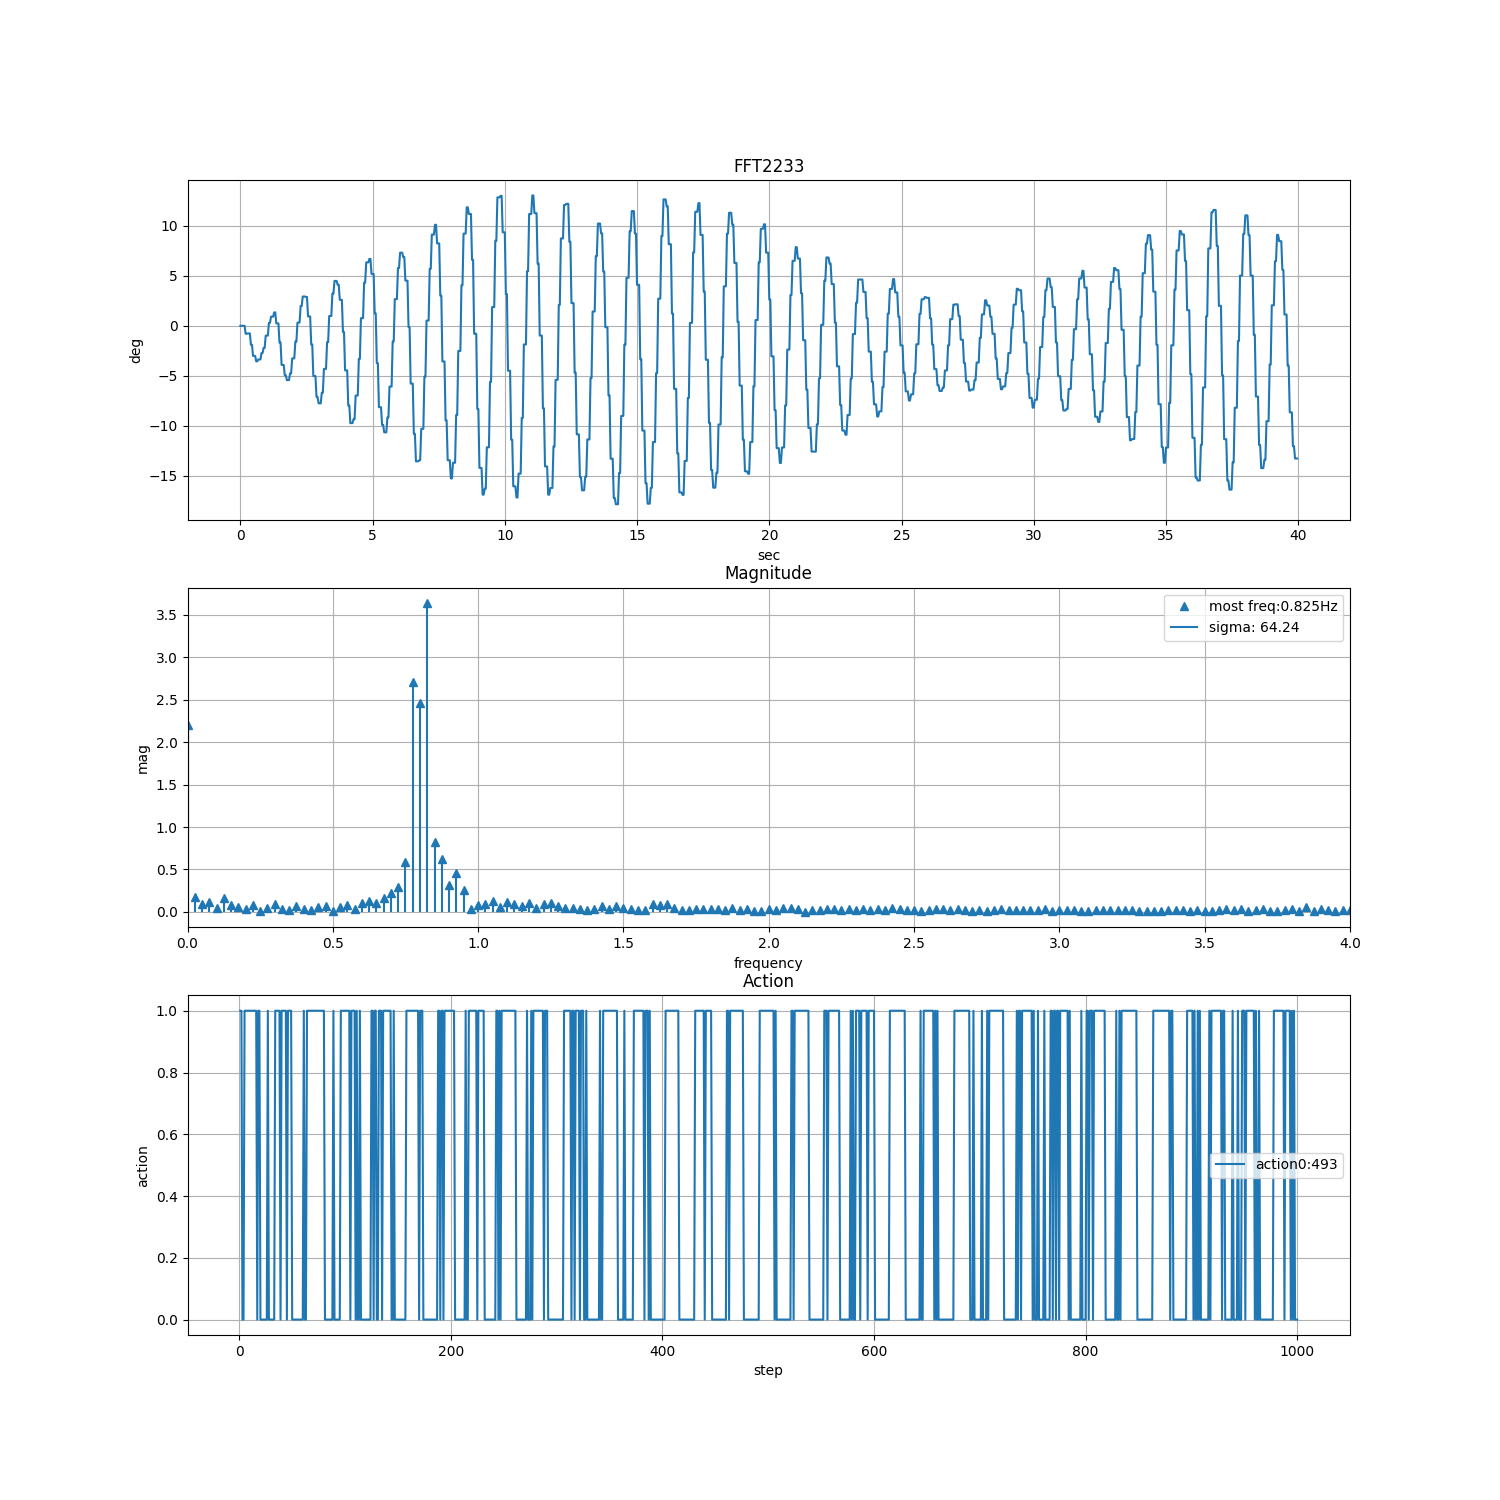 FFT2233
10
5
0
−5
−10
−15
deg
0 5 10 15 20 25 30 35 40
sec
Magnitude
most freq:0.825Hz
sigma: 64.24
3.5
3.0
2.5
2.0
1.5
1.0
0.5
0.0
mag
0.0 0.5 1.0 1.5 2.0 2.5 3.0 3.5 4.0
frequency
Action
1.0
0.8
0.6
0.4
0.2
0.0
action
action0:493
0 200 400 600 800 1000
step